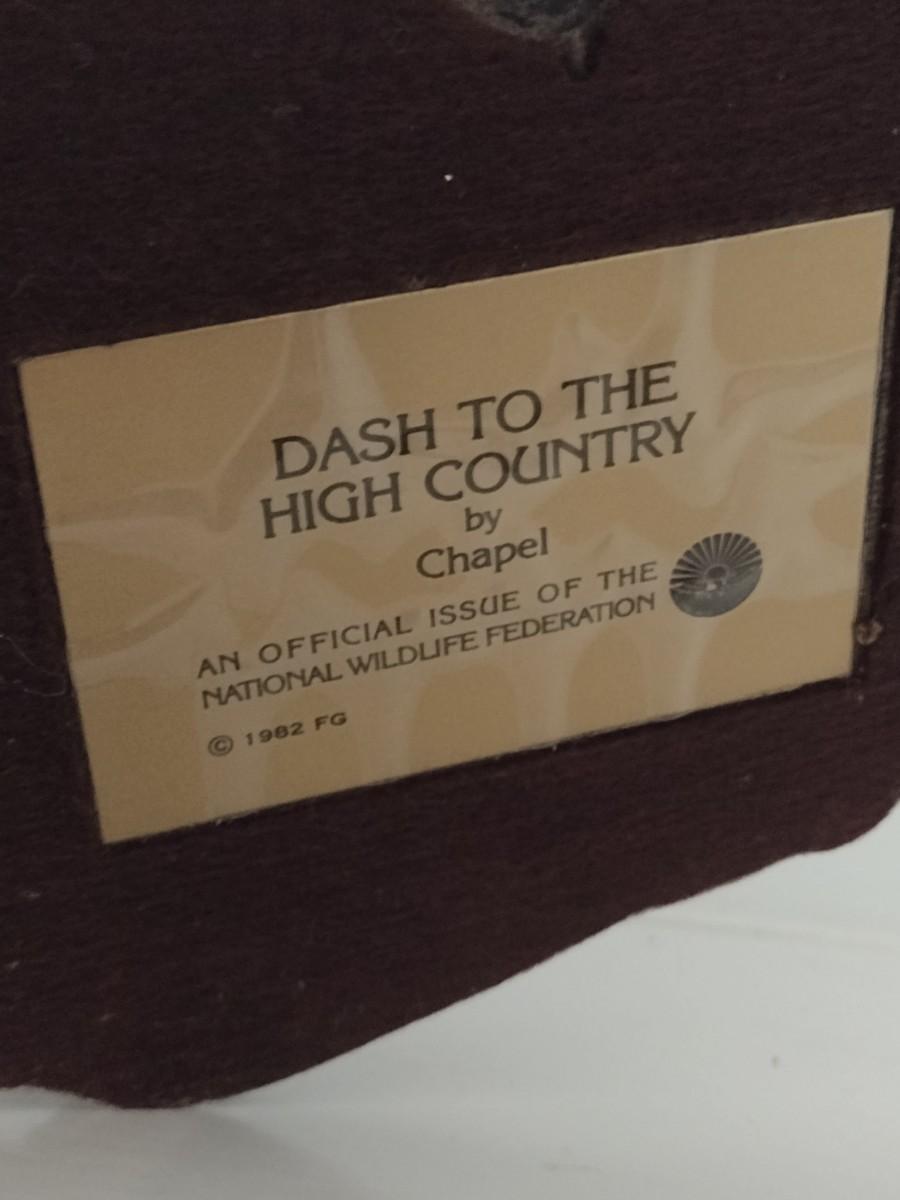 DASH TO THE
HIGH COUNTRY
by
Chapel
AN OFFICIAL ISSUE OF THE
NATIONAL WILDLIFE FEDERATION
© 1982 FG